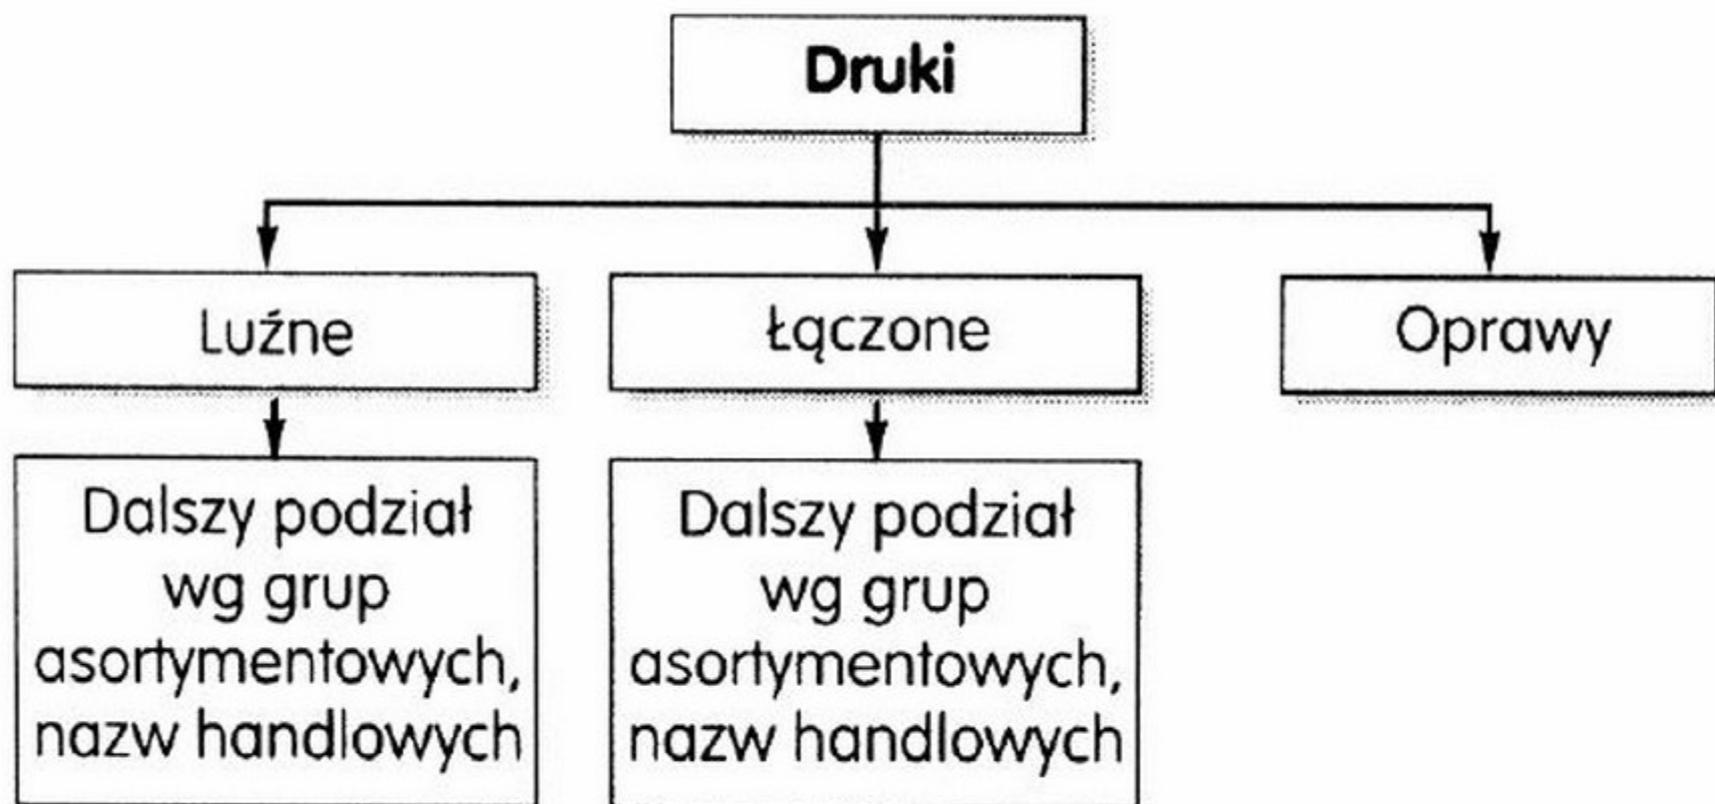 Druki
Luźne
Łączone
Oprawy
Dalszy podział
wg grup
asortymentowych,
nazw handlowych
Dalszy podział
wg grup
asortymentowych,
nazw handlowych